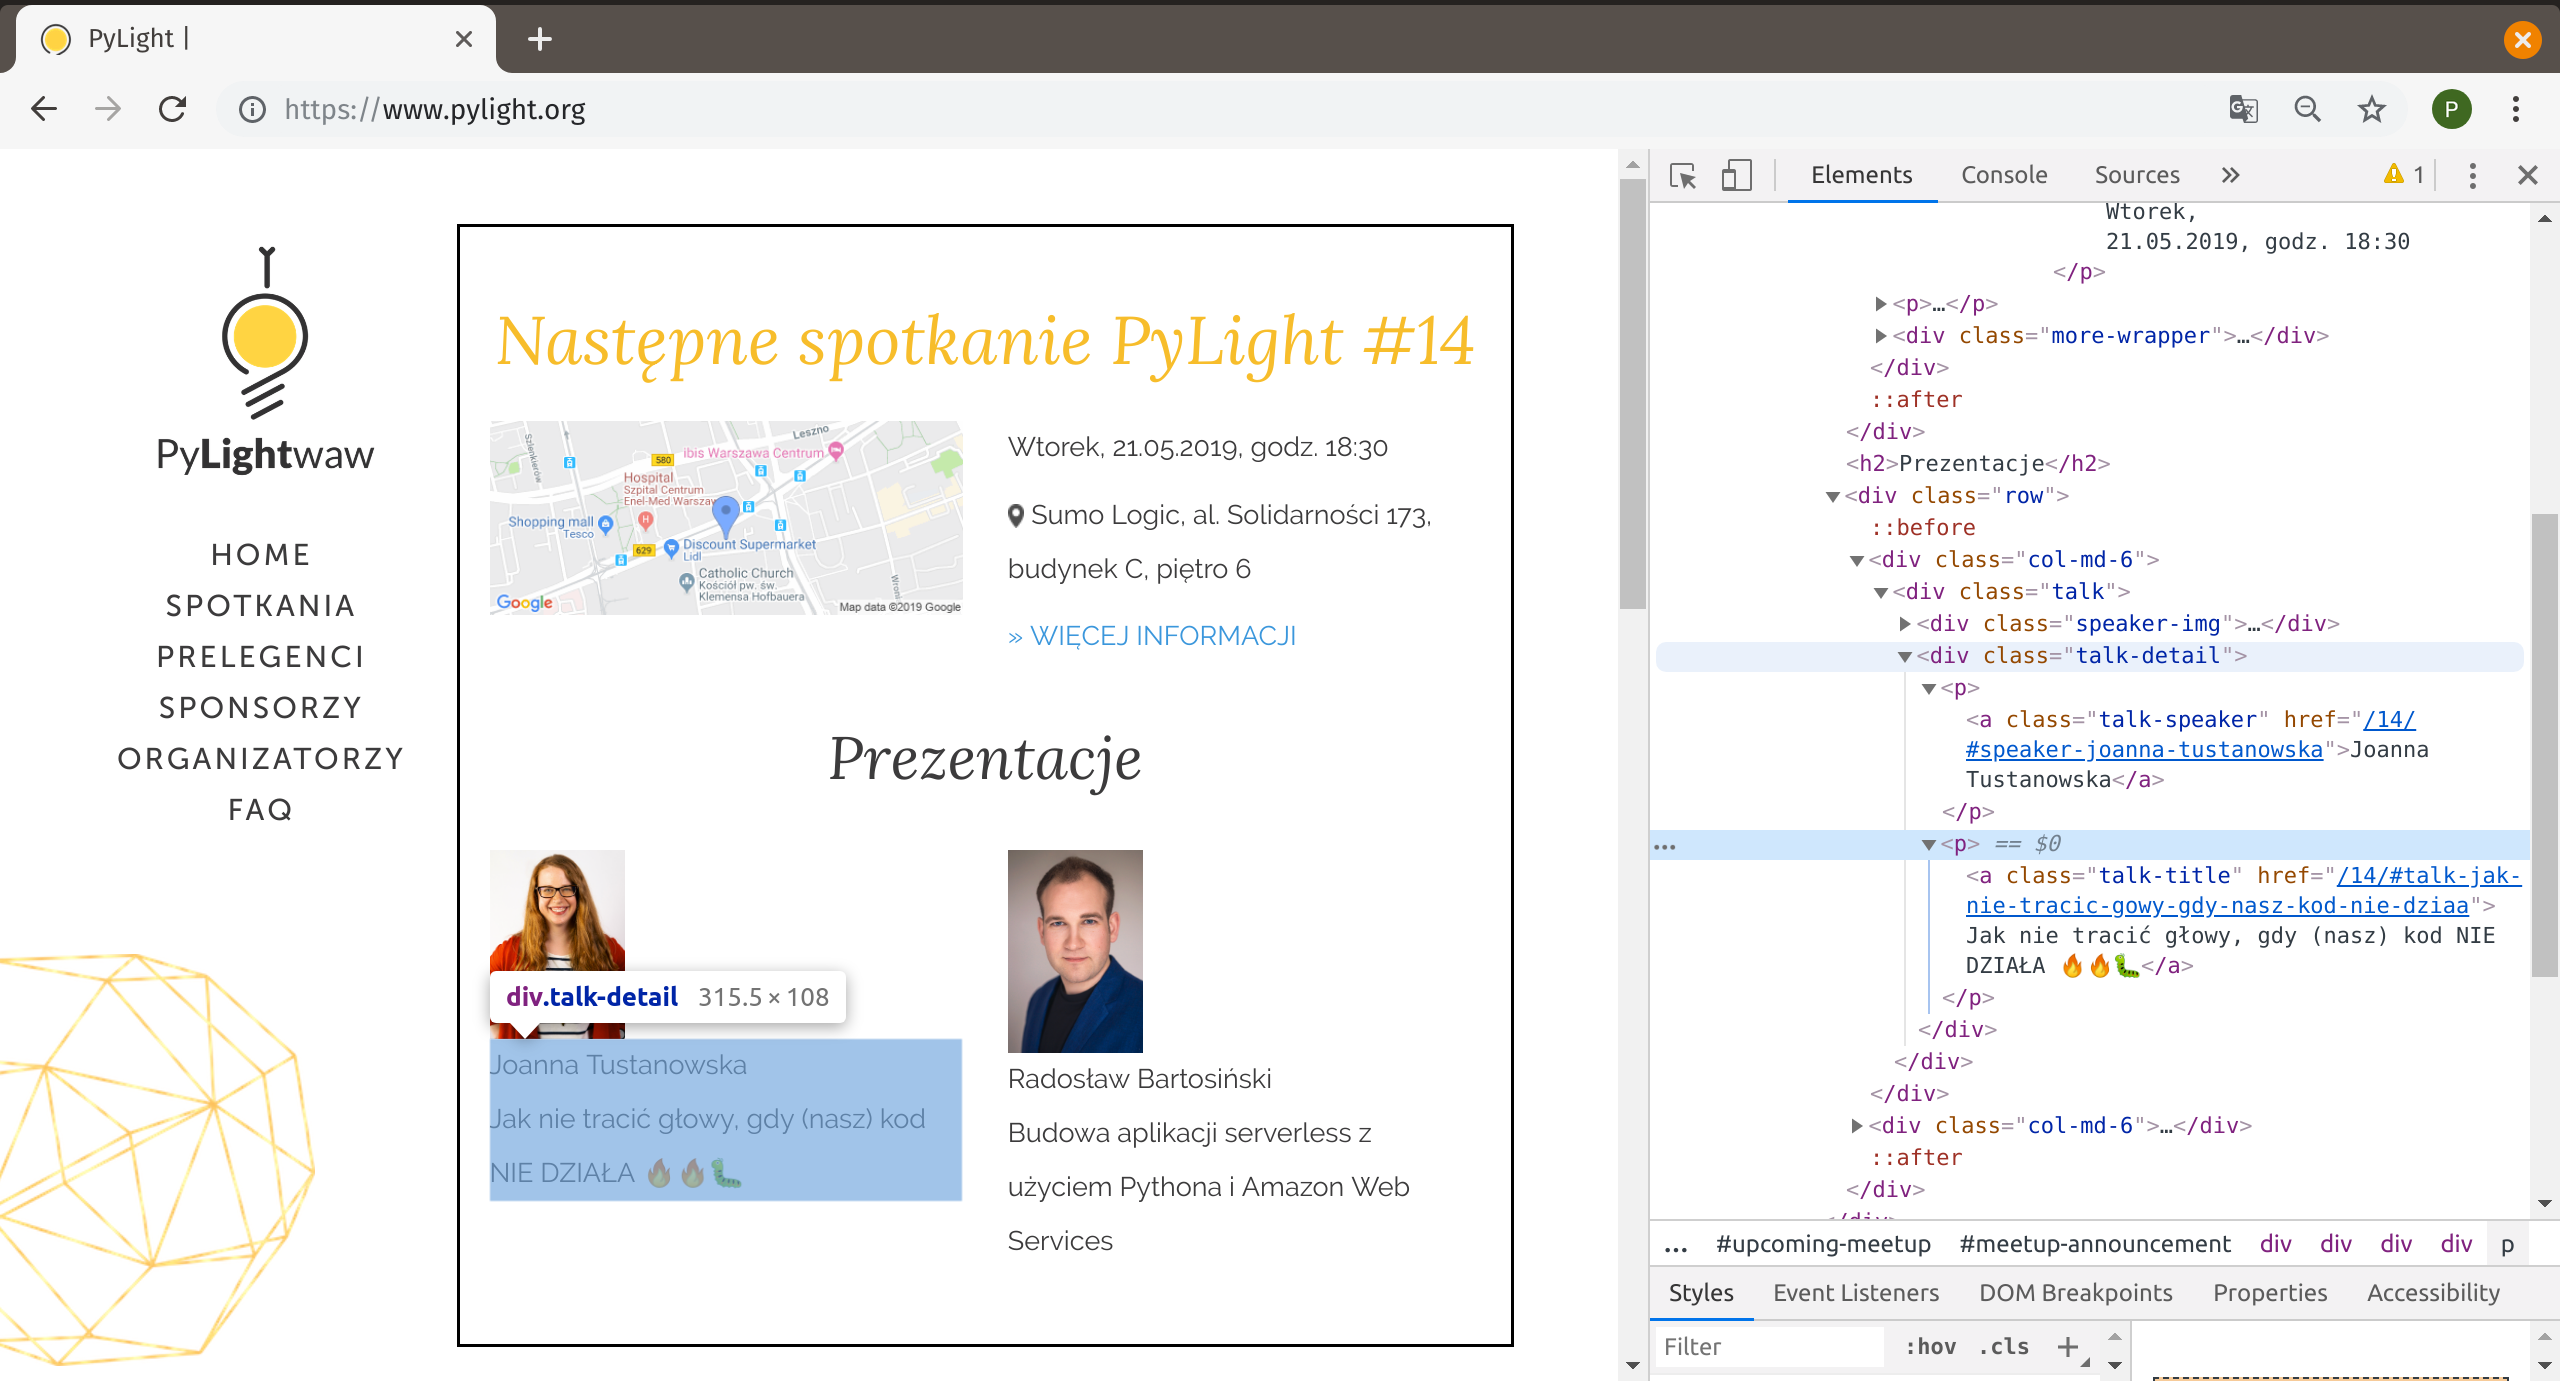 PyLight |
https://www.pylight.org
P
PyLightwaw
HOME
SPOTKANIA
PRELEGENCI
SPONSORZY
ORGANIZATORZY
FAQ
Następne spotkanie PyLight #14
Szlenkierów
Leszno
580
ibis Warszawa Centrum
Hospital
Szpital Centrum
Enel-Med Warszaw
H
Shopping mall
Tesco
629
Discount Supermarket
Lidl
Catholic Church
Kościół pw. św.
Klemensa Hofbauera
Google
Map data ©2019 Google
Wtorek, 21.05.2019, godz. 18:30
Sumo Logic, al. Solidarności 173,
budynek C, piętro 6
» WIĘCEJ INFORMACJI
Prezentacje
div.talk-detail 315.5 × 108
Joanna Tustanowska
Jak nie tracić głowy, gdy (nasz) kod
NIE DZIAŁA 🔥🔥🐛
Radosław Bartosiński
Budowa aplikacji serverless z
użyciem Pythona i Amazon Web
Services
Elements Console Sources » 1
Wtorek,
21.05.2019, godz. 18:30
</p>
<p>…</p>
<div class="more-wrapper">…</div>
</div>
::after
</div>
<h2>Prezentacje</h2>
<div class="row">
::before
<div class="col-md-6">
<div class="talk">
<div class="speaker-img">…</div>
<div class="talk-detail">
<p>
<a class="talk-speaker" href="/14/
#speaker-joanna-tustanowska">Joanna
Tustanowska</a>
</p>
… <p> == $0
<a class="talk-title" href="/14/#talk-jak-
nie-tracic-gowy-gdy-nasz-kod-nie-dziaa">
Jak nie tracić głowy, gdy (nasz) kod NIE
DZIAŁA 🔥🔥🐛</a>
</p>
</div>
</div>
</div>
<div class="col-md-6">…</div>
::after
</div>
</div>
… #upcoming-meetup #meetup-announcement div div div div p
Styles Event Listeners DOM Breakpoints Properties Accessibility
Filter :hov .cls +